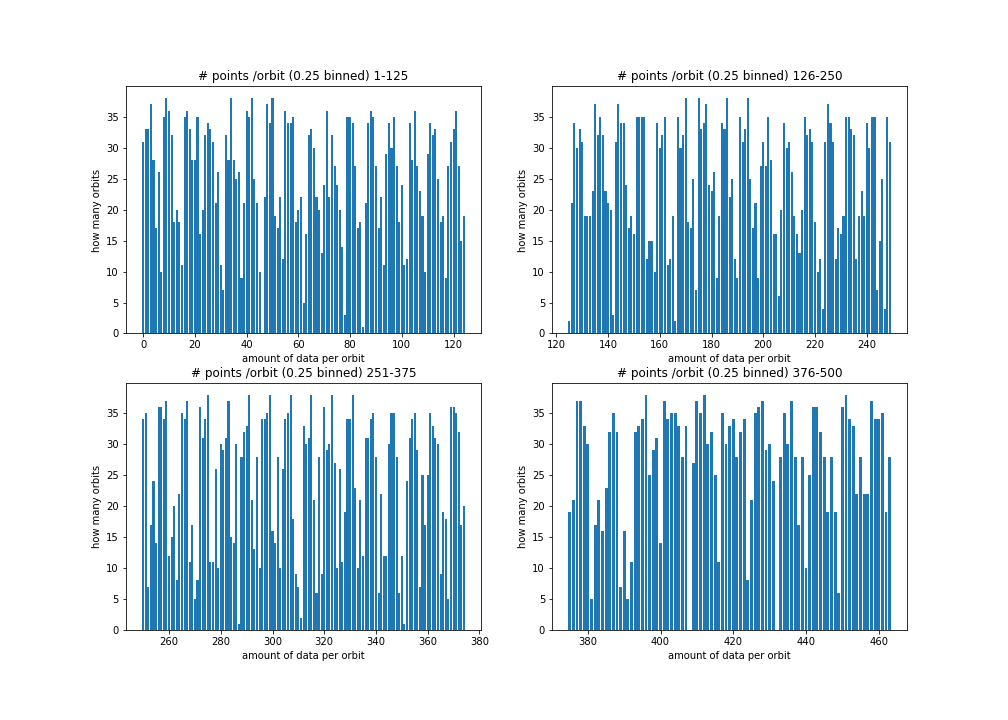 # points /orbit (0.25 binned) 1-125
how many orbits
0 5 10 15 20 25 30 35
0 20 40 60 80 100 120
amount of data per orbit
# points /orbit (0.25 binned) 126-250
how many orbits
0 5 10 15 20 25 30 35
120 140 160 180 200 220 240
amount of data per orbit
# points /orbit (0.25 binned) 251-375
how many orbits
0 5 10 15 20 25 30 35
260 280 300 320 340 360 380
amount of data per orbit
# points /orbit (0.25 binned) 376-500
how many orbits
0 5 10 15 20 25 30 35
380 400 420 440 460
amount of data per orbit